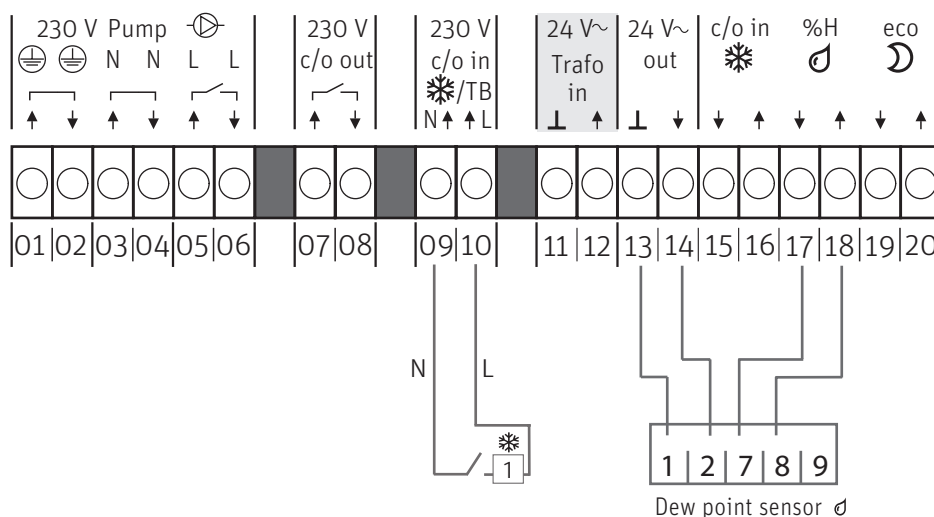 230 V Pump
N N L L
230 V
c/o out
230 V
c/o in
/TB
N L
24 V~
Trafo
in
24 V~
out
c/o in
%H
eco
01 02 03 04 05 06 07 08 09 10 11 12 13 14 15 16 17 18 19 20
N L
1
1 2 7 8 9
Dew point sensor